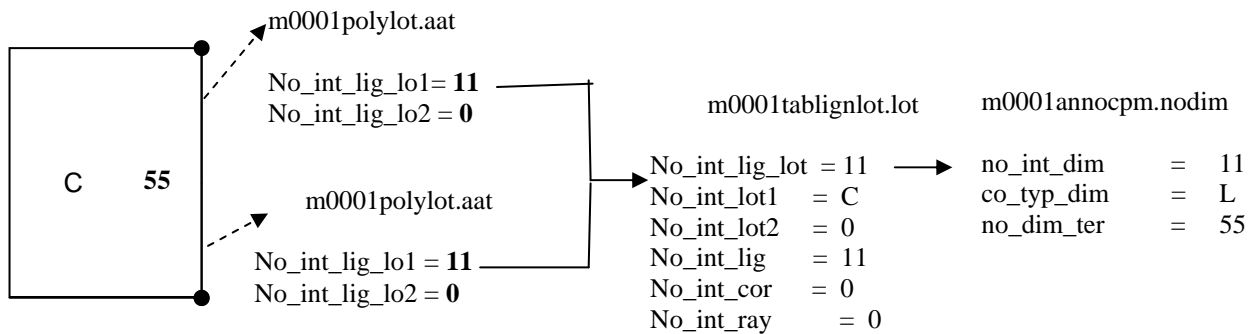 m0001polylot.aat
No_int_lig_lo1= 11
No_int_lig_lo2 = 0
C 55
m0001polylot.aat
No_int_lig_lo1 = 11
No_int_lig_lo2 = 0
m0001tablignlot.lot
No_int_lig_lot = 11
No_int_lot1 = C
No_int_lot2 = 0
No_int_lig = 11
No_int_cor = 0
No_int_ray = 0
m0001annocpm.nodim
no_int_dim = 11
co_typ_dim = L
no_dim_ter = 55